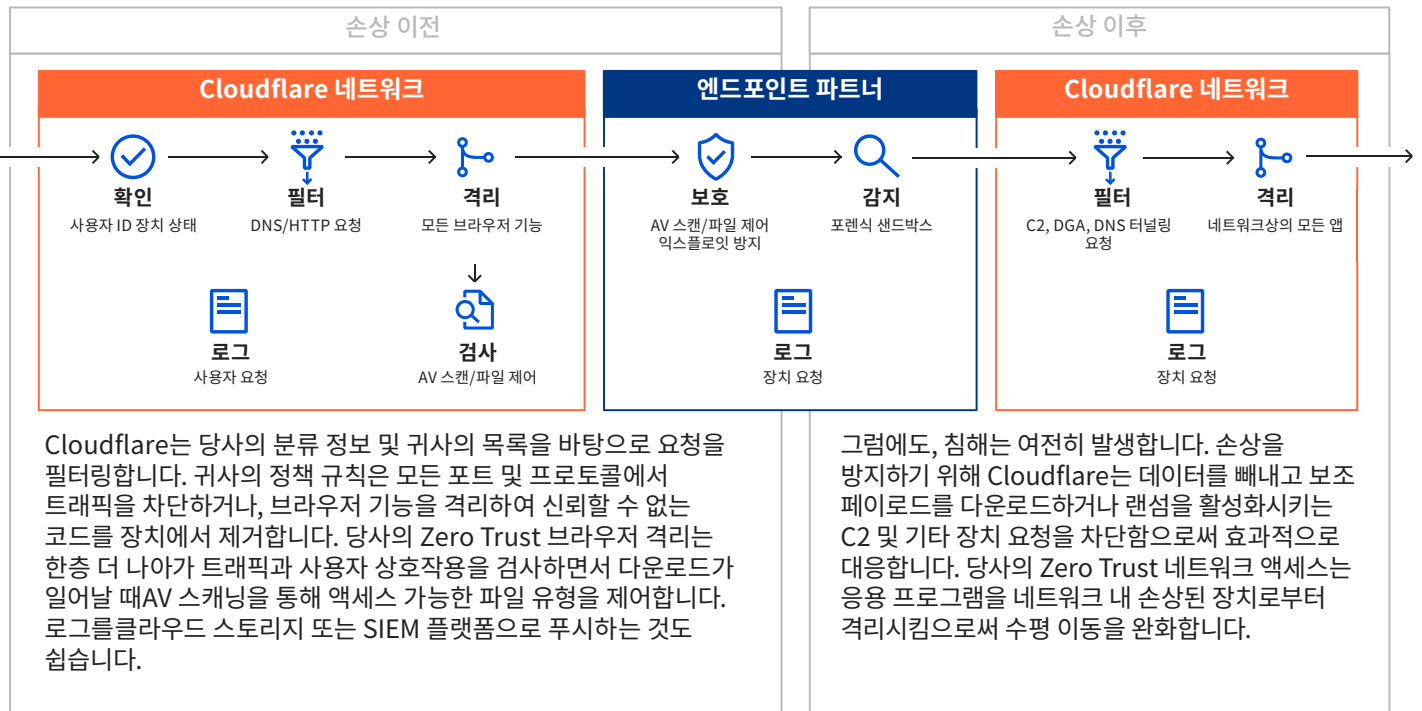 손상 이전
Cloudflare 네트워크
확인
사용자 ID 장치 상태
필터
DNS/HTTP 요청
격리
모든 브라우저 기능
로그
사용자 요청
검사
AV 스캔/파일 제어
엔드포인트 파트너
보호
AV 스캔/파일 제어
익스플로잇 방지
감지
포렌식 샌드박스
로그
장치 요청
Cloudflare는 당사의 분류 정보 및 귀사의 목록을 바탕으로 요청을
필터링합니다. 귀사의 정책 규칙은 모든 포트 및 프로토콜에서
트래픽을 차단하거나, 브라우저 기능을 격리하여 신뢰할 수 없는
코드를 장치에서 제거합니다. 당사의 Zero Trust 브라우저 격리는
한층 더 나아가 트래픽과 사용자 상호작용을 검사하면서 다운로드가
일어날 때AV 스캐닝을 통해 액세스 가능한 파일 유형을 제어합니다.
로그를클라우드 스토리지 또는 SIEM 플랫폼으로 푸시하는 것도
쉽습니다.
손상 이후
Cloudflare 네트워크
필터
C2, DGA, DNS 터널링
요청
격리
네트워크상의 모든 앱
로그
장치 요청
그럼에도, 침해는 여전히 발생합니다. 손상을
방지하기 위해 Cloudflare는 데이터를 빼내고 보조
페이로드를 다운로드하거나 랜섬을 활성화시키는
C2 및 기타 장치 요청을 차단함으로써 효과적으로
대응합니다. 당사의 Zero Trust 네트워크 액세스는
응용 프로그램을 네트워크 내 손상된 장치로부터
격리시킴으로써 수평 이동을 완화합니다.